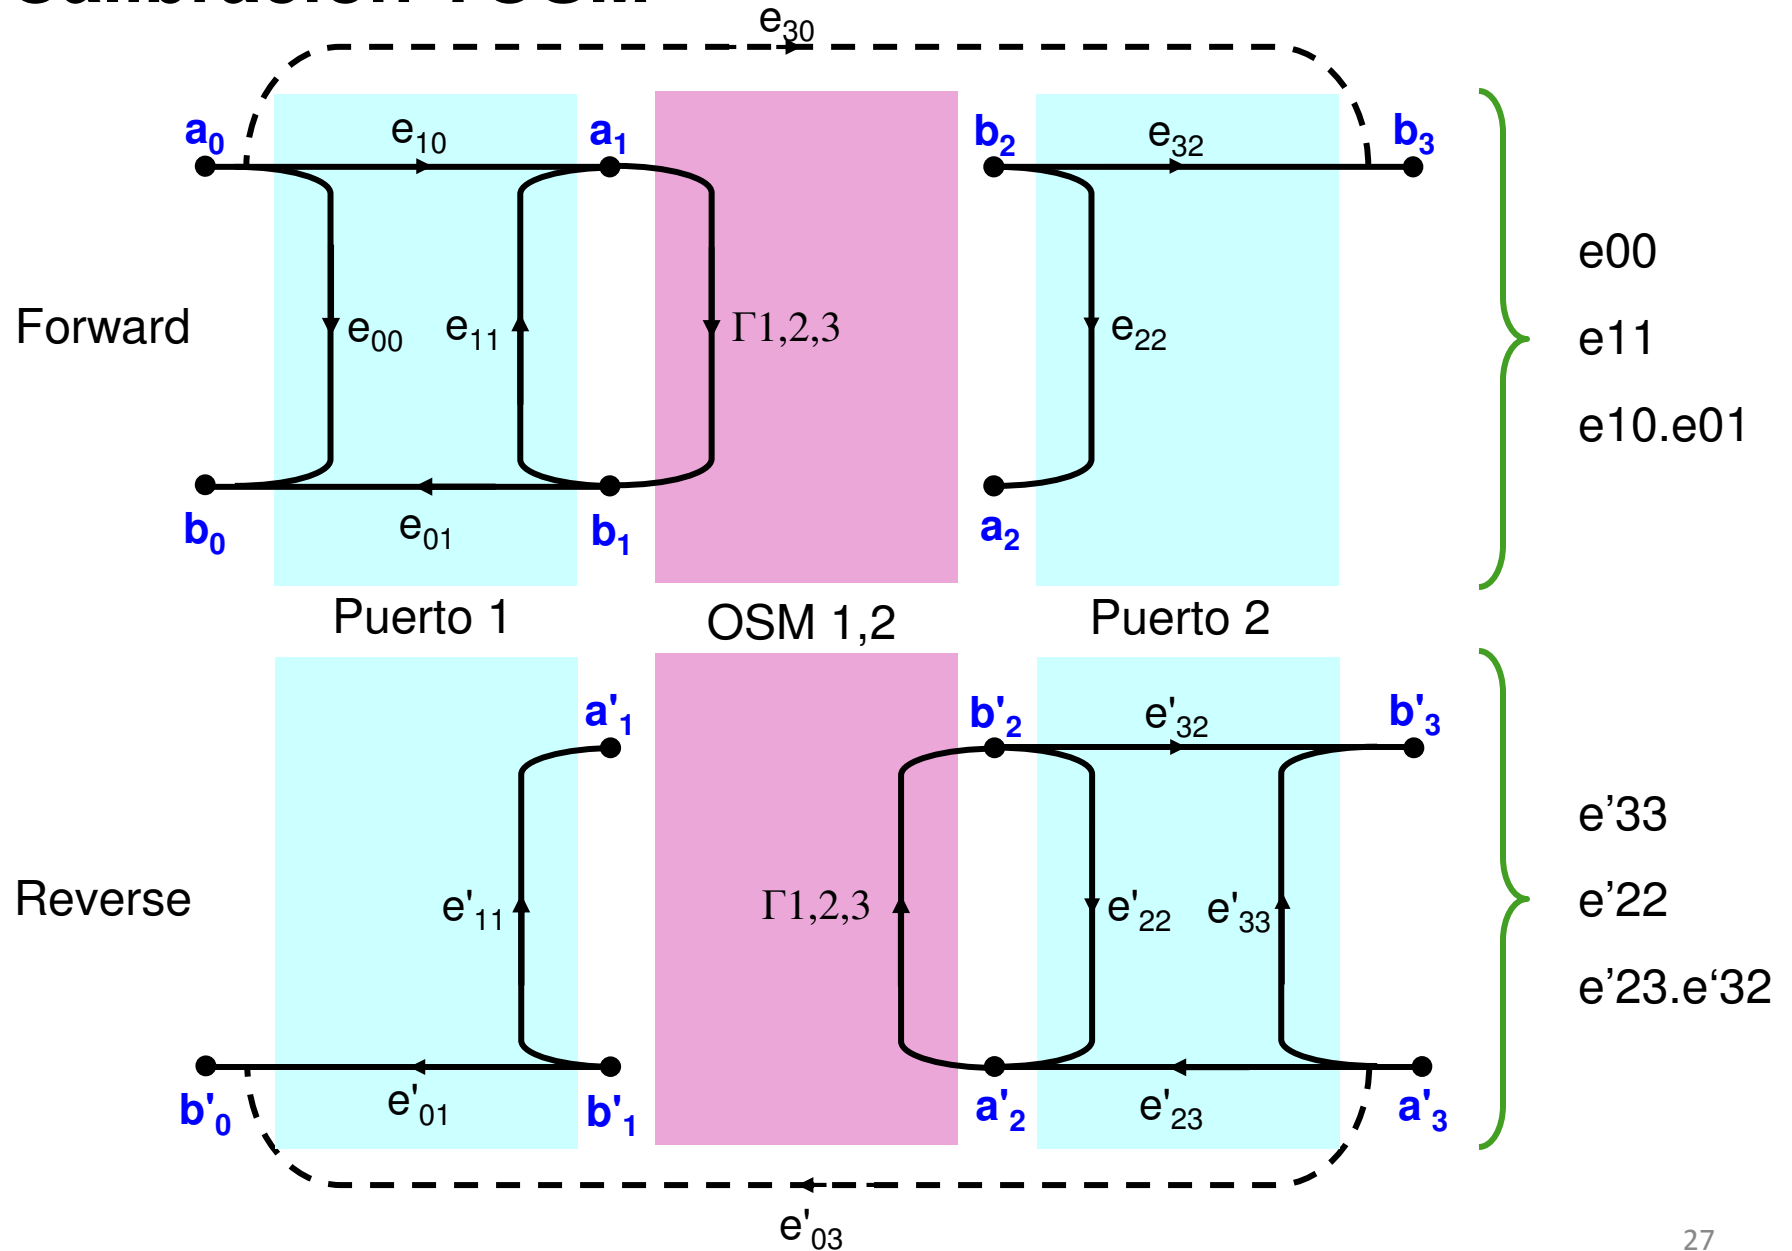 e30
a0 e10 a1 b2 e32 b3
e00
Forward e00 e11 Γ1,2,3 e22
e11
e10.e01
b0 e01 b1 a2
Puerto 1 OSM 1,2 Puerto 2
a'1 b'2 e'32 b'3
e’33
Reverse e'11 Γ1,2,3 e'22 e'33
e’22
e’23.e‘32
b'0 e'01 b'1 a'2 e'23 a'3
e'03
27